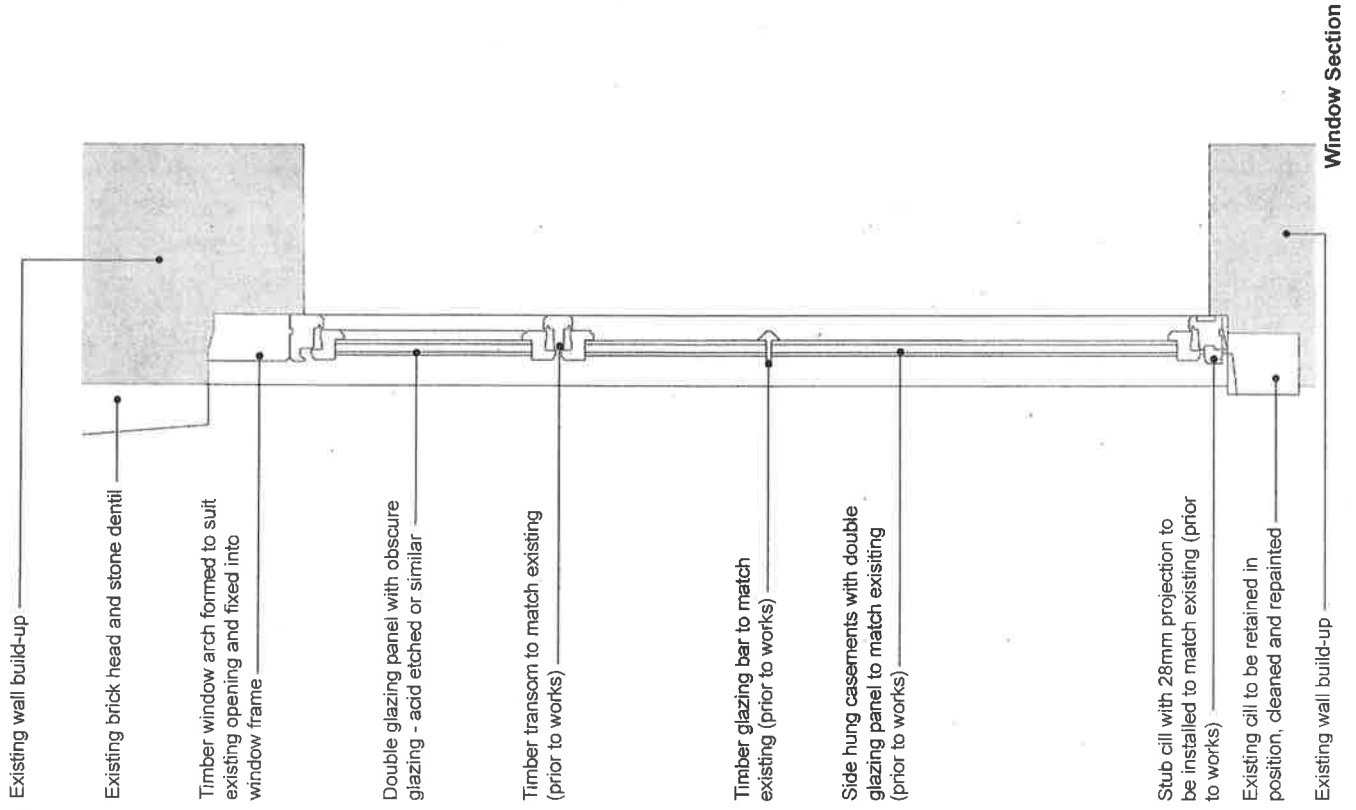 Existing wall build-up
Existing brick head and stone dentil
Timber window arch formed to suit
existing opening and fixed into
window frame
Double glazing panel with obscure
glazing - acid etched or similar
Timber transom to match existing
(prior to works)
Timber glazing bar to match
existing (prior to works)
Side hung casements with double
glazing panel to match exisiting
(prior to works)
Stub cill with 28mm projection to
be installed to match existing (prior
to works)
Existing cill to be retained in
position, cleaned and repainted
Existing wall build-up
Window Section